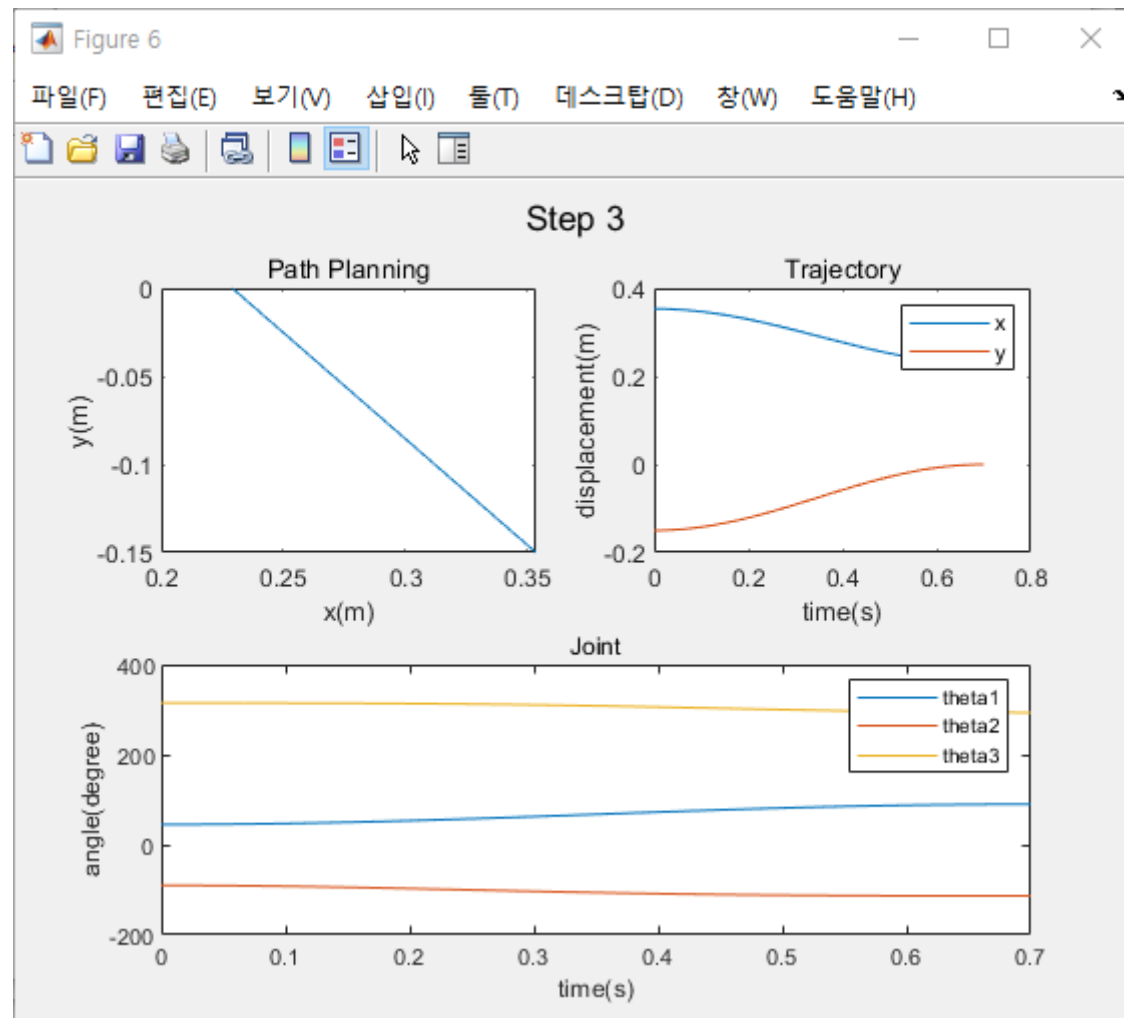 Figure 6
파일(F) 편집(E) 보기(V) 삽입(I) 툴(T) 데스크탑(D) 창(W) 도움말(H)
Step 3
Path Planning
0
-0.05
-0.1
-0.15
y(m)
0.2 0.25 0.3 0.35
x(m)
Trajectory
0.4
0.2
0
-0.2
displacement(m)
x
y
0 0.2 0.4 0.6 0.8
time(s)
Joint
400
200
0
-200
angle(degree)
theta1
theta2
theta3
0 0.1 0.2 0.3 0.4 0.5 0.6 0.7
time(s)